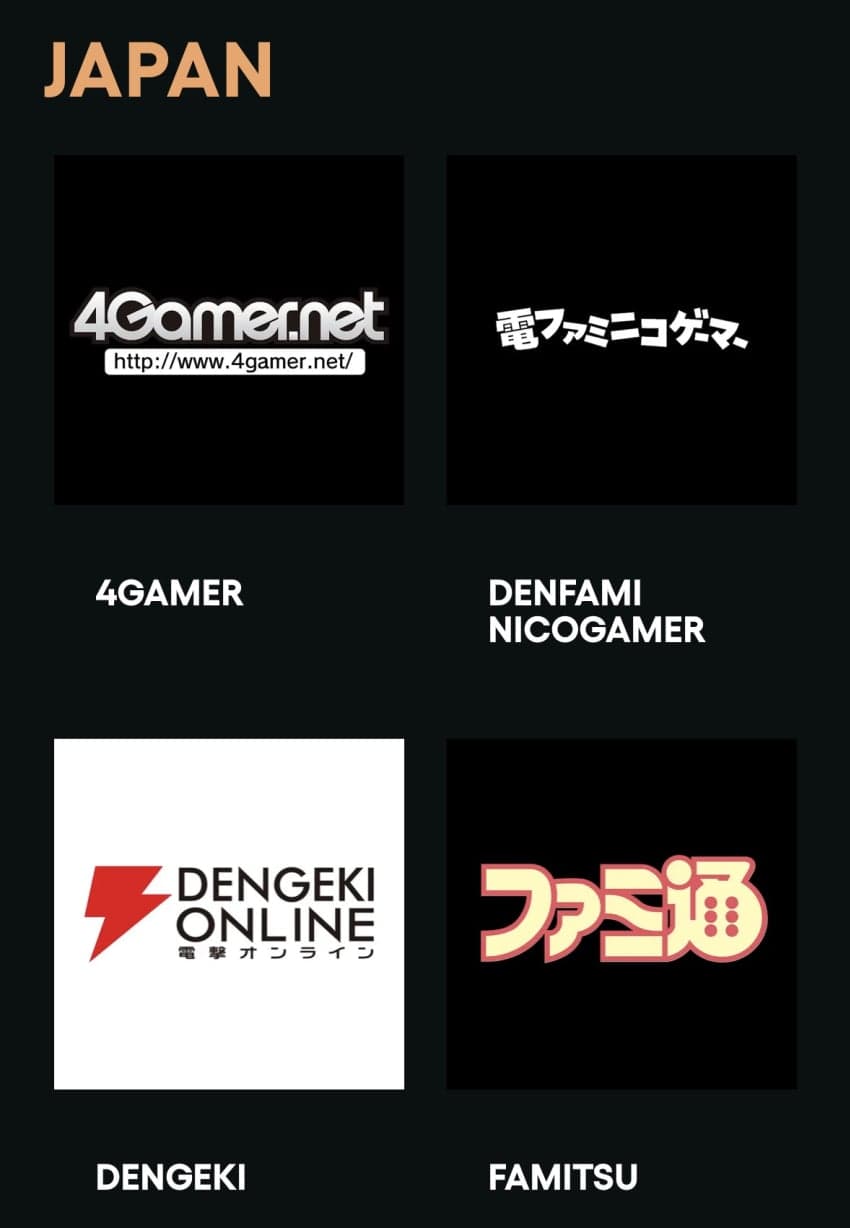 JAPAN
4Gamer.net
http://www.4gamer.net/
電ファミニコゲーマー
4GAMER
DENFAMI
NICOGAMER
DENGEKI
ONLINE
電撃オンライン
ファミ通
DENGEKI
FAMITSU